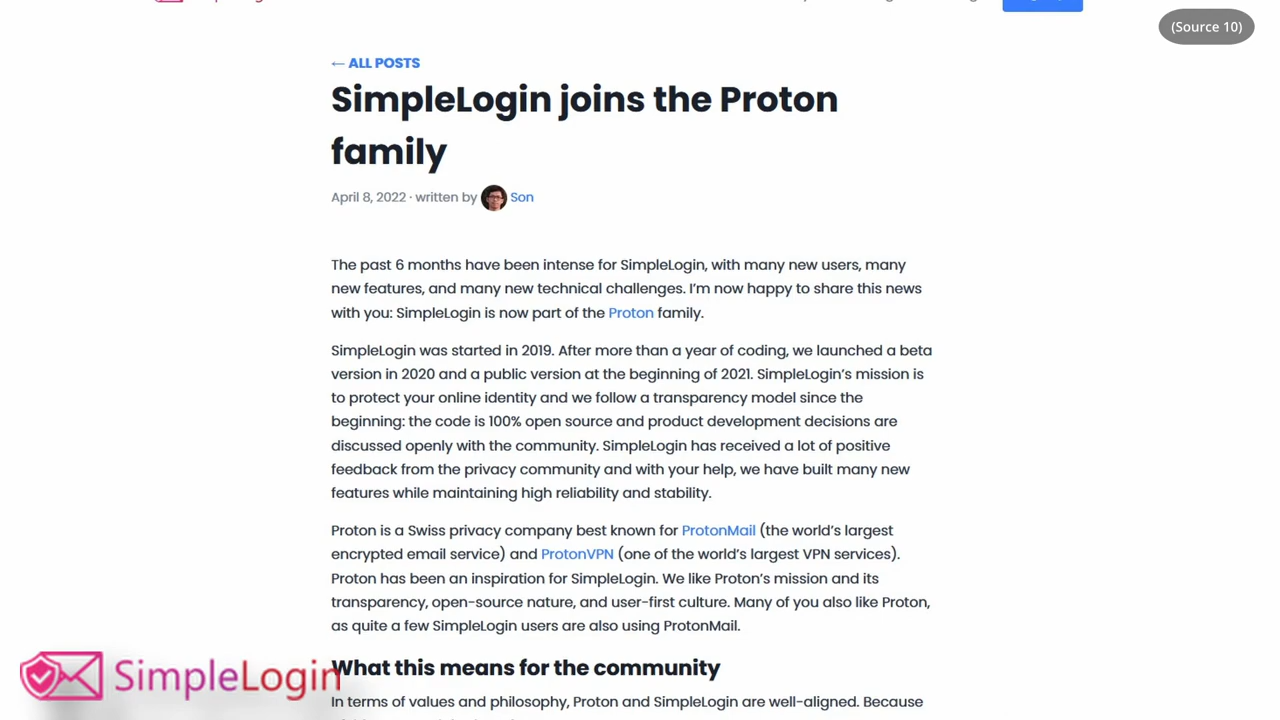 (Source 10)
← ALL POSTS
SimpleLogin joins the Proton
family
April 8, 2022 · written by Son
The past 6 months have been intense for SimpleLogin, with many new users, many
new features, and many new technical challenges. I'm now happy to share this news
with you: SimpleLogin is now part of the Proton family.
SimpleLogin was started in 2019. After more than a year of coding, we launched a beta
version in 2020 and a public version at the beginning of 2021. SimpleLogin's mission is
to protect your online identity and we follow a transparency model since the
beginning: the code is 100% open source and product development decisions are
discussed openly with the community. SimpleLogin has received a lot of positive
feedback from the privacy community and with your help, we have built many new
features while maintaining high reliability and stability.
Proton is a Swiss privacy company best known for ProtonMail (the world's largest
encrypted email service) and ProtonVPN (one of the world's largest VPN services).
Proton has been an inspiration for SimpleLogin. We like Proton's mission and its
transparency, open-source nature, and user-first culture. Many of you also like Proton,
as quite a few SimpleLogin users are also using ProtonMail.
What this means for the community
SimpleLogin
In terms of values and philosophy, Proton and SimpleLogin are well-aligned. Because